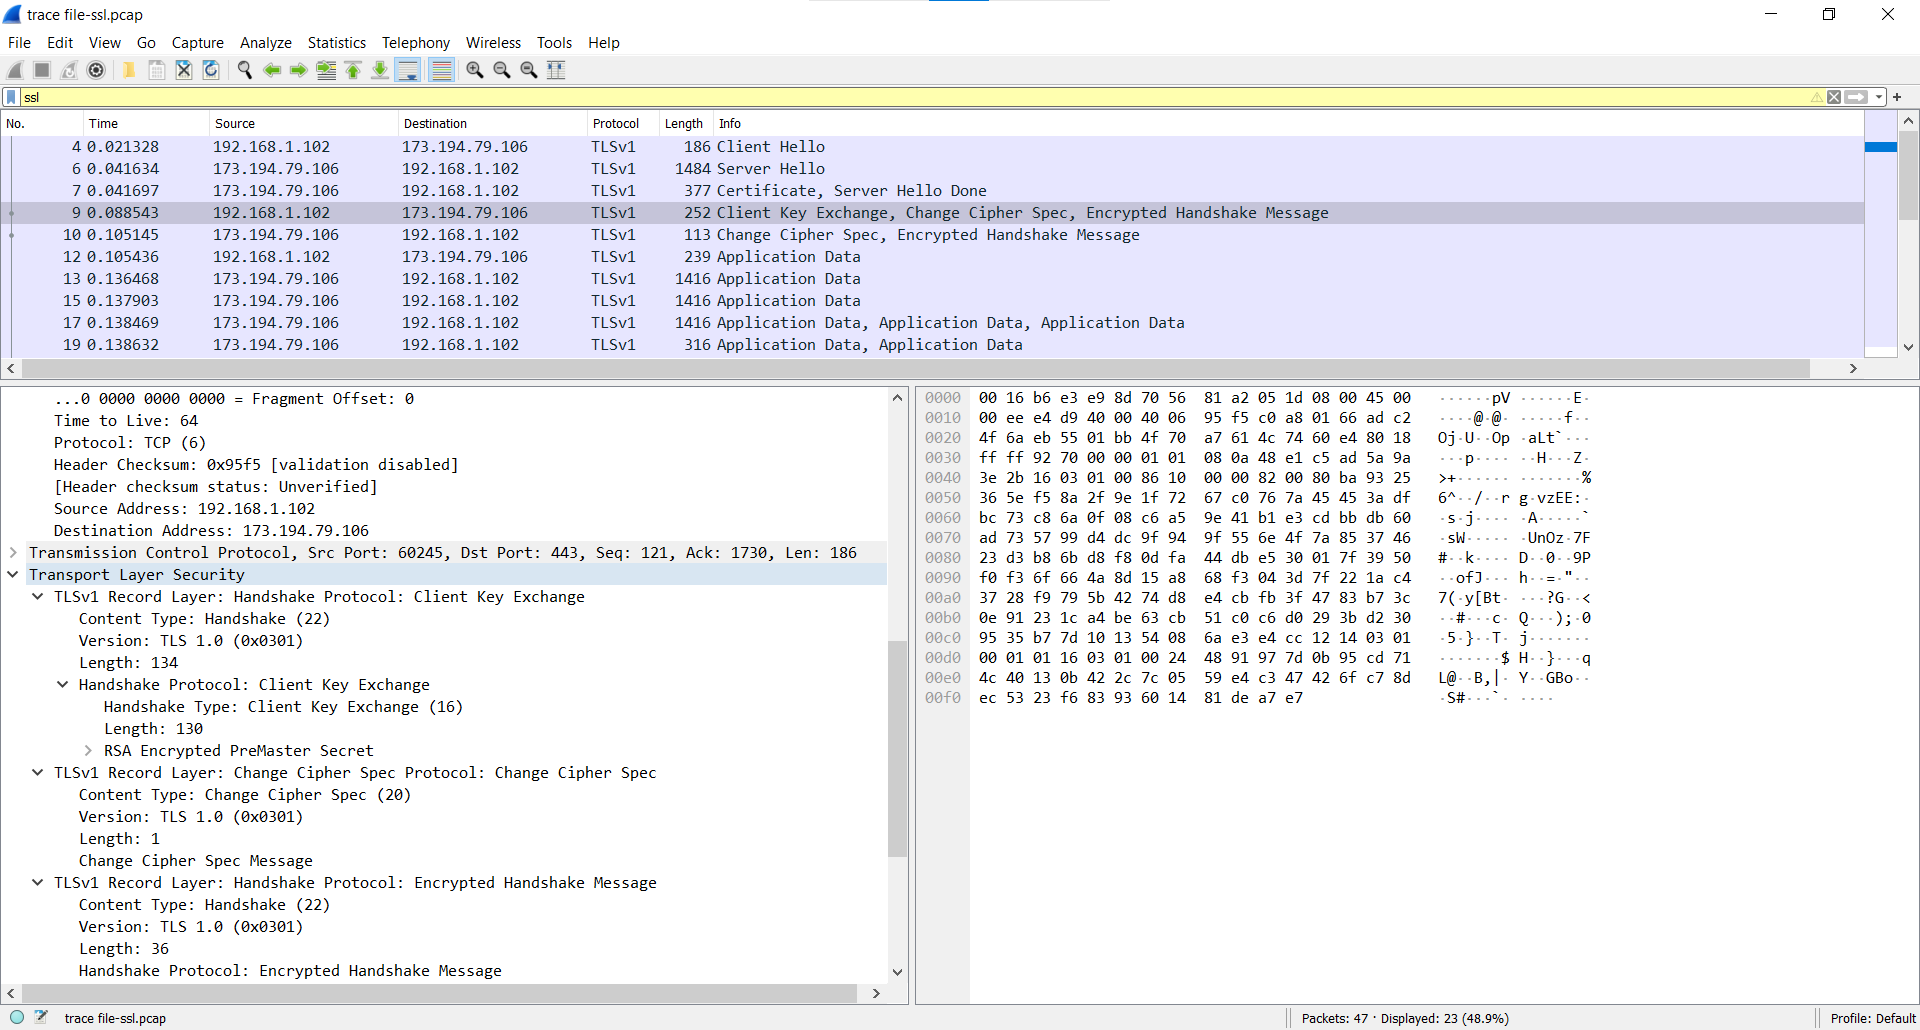 trace file-ssl.pcap
File Edit View Go Capture Analyze Statistics Telephony Wireless Tools Help
ssl
No. Time Source Destination Protocol Length Info
4 0.021328 192.168.1.102 173.194.79.106 TLSv1 186 Client Hello
6 0.041634 173.194.79.106 192.168.1.102 TLSv1 1484 Server Hello
7 0.041697 173.194.79.106 192.168.1.102 TLSv1 377 Certificate, Server Hello Done
9 0.088543 192.168.1.102 173.194.79.106 TLSv1 252 Client Key Exchange, Change Cipher Spec, Encrypted Handshake Message
10 0.105145 173.194.79.106 192.168.1.102 TLSv1 113 Change Cipher Spec, Encrypted Handshake Message
12 0.105436 192.168.1.102 173.194.79.106 TLSv1 239 Application Data
13 0.136468 173.194.79.106 192.168.1.102 TLSv1 1416 Application Data
15 0.137903 173.194.79.106 192.168.1.102 TLSv1 1416 Application Data
17 0.138469 173.194.79.106 192.168.1.102 TLSv1 1416 Application Data, Application Data, Application Data
19 0.138632 173.194.79.106 192.168.1.102 TLSv1 316 Application Data, Application Data
...0 0000 0000 0000 = Fragment Offset: 0
Time to Live: 64
Protocol: TCP (6)
Header Checksum: 0x95f5 [validation disabled]
[Header checksum status: Unverified]
Source Address: 192.168.1.102
Destination Address: 173.194.79.106
Transmission Control Protocol, Src Port: 60245, Dst Port: 443, Seq: 121, Ack: 1730, Len: 186
Transport Layer Security
TLSv1 Record Layer: Handshake Protocol: Client Key Exchange
Content Type: Handshake (22)
Version: TLS 1.0 (0x0301)
Length: 134
Handshake Protocol: Client Key Exchange
Handshake Type: Client Key Exchange (16)
Length: 130
RSA Encrypted PreMaster Secret
TLSv1 Record Layer: Change Cipher Spec Protocol: Change Cipher Spec
Content Type: Change Cipher Spec (20)
Version: TLS 1.0 (0x0301)
Length: 1
Change Cipher Spec Message
TLSv1 Record Layer: Handshake Protocol: Encrypted Handshake Message
Content Type: Handshake (22)
Version: TLS 1.0 (0x0301)
Length: 36
Handshake Protocol: Encrypted Handshake Message
0000 00 16 b6 e3 e9 8d 70 56 81 a2 05 1d 08 00 45 00 ······pV ······E·
0010 00 ee e4 d9 40 00 40 06 95 f5 c0 a8 01 66 ad c2 ····@·@· ·····f··
0020 4f 6a eb 55 01 bb 4f 70 a7 61 4c 74 60 e4 80 18 Oj·U··Op ·aLt`···
0030 ff ff 92 70 00 00 01 01 08 0a 48 e1 c5 ad 5a 9a ···p···· ··H···Z·
0040 3e 2b 16 03 01 00 86 10 00 00 82 00 80 ba 93 25 >+······ ·······%
0050 36 5e f5 8a 2f 9e 1f 72 67 c0 76 7a 45 45 3a df 6^··/··r g·vzEE:·
0060 bc 73 c8 6a 0f 08 c6 a5 9e 41 b1 e3 cd bb db 60 ·s·j···· ·A·····`
0070 ad 73 57 99 d4 dc 9f 94 9f 55 6e 4f 7a 85 37 46 ·sW····· ·UnOz·7F
0080 23 d3 b8 6b d8 f8 0d fa 44 db e5 30 01 7f 39 50 #··k···· D··0··9P
0090 f0 f3 6f 66 4a 8d 15 a8 68 f3 04 3d 7f 22 1a c4 ··ofJ··· h··=·"··
00a0 37 28 f9 79 5b 42 74 d8 e4 cb fb 3f 47 83 b7 3c 7(·y[Bt· ···?G··<
00b0 0e 91 23 1c a4 be 63 cb 51 c0 c6 d0 29 3b d2 30 ··#···c· Q···);·0
00c0 95 35 b7 7d 10 13 54 08 6a e3 e4 cc 12 14 03 01 ·5·}··T· j·······
00d0 00 01 01 16 03 01 00 24 48 91 97 7d 0b 95 cd 71 ·······$ H··}···q
00e0 4c 40 13 0b 42 2c 7c 05 59 e4 c3 47 42 6f c7 8d L@··B,|· Y··GBo··
00f0 ec 53 23 f6 83 93 60 14 81 de a7 e7 ·S#···`· ····
trace file-ssl.pcap
Packets: 47 · Displayed: 23 (48.9%)
Profile: Default